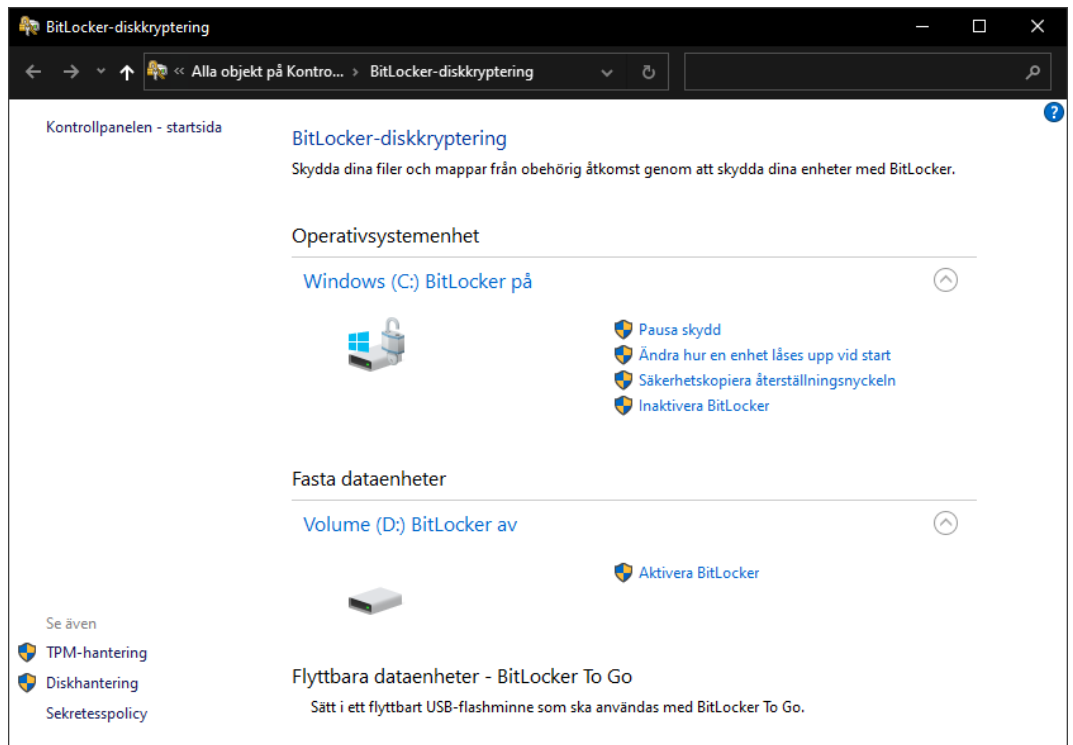 BitLocker-diskkryptering
« Alla objekt på Kontro... › BitLocker-diskkryptering
?
Kontrollpanelen - startsida
BitLocker-diskkryptering
Skydda dina filer och mappar från obehörig åtkomst genom att skydda dina enheter med BitLocker.
Operativsystemenhet
Windows (C:) BitLocker på
Pausa skydd
Ändra hur en enhet låses upp vid start
Säkerhetskopiera återställningsnyckeln
Inaktivera BitLocker
Fasta dataenheter
Volume (D:) BitLocker av
Aktivera BitLocker
Se även
TPM-hantering
Diskhantering
Sekretesspolicy
Flyttbara dataenheter - BitLocker To Go
Sätt i ett flyttbart USB-flashminne som ska användas med BitLocker To Go.